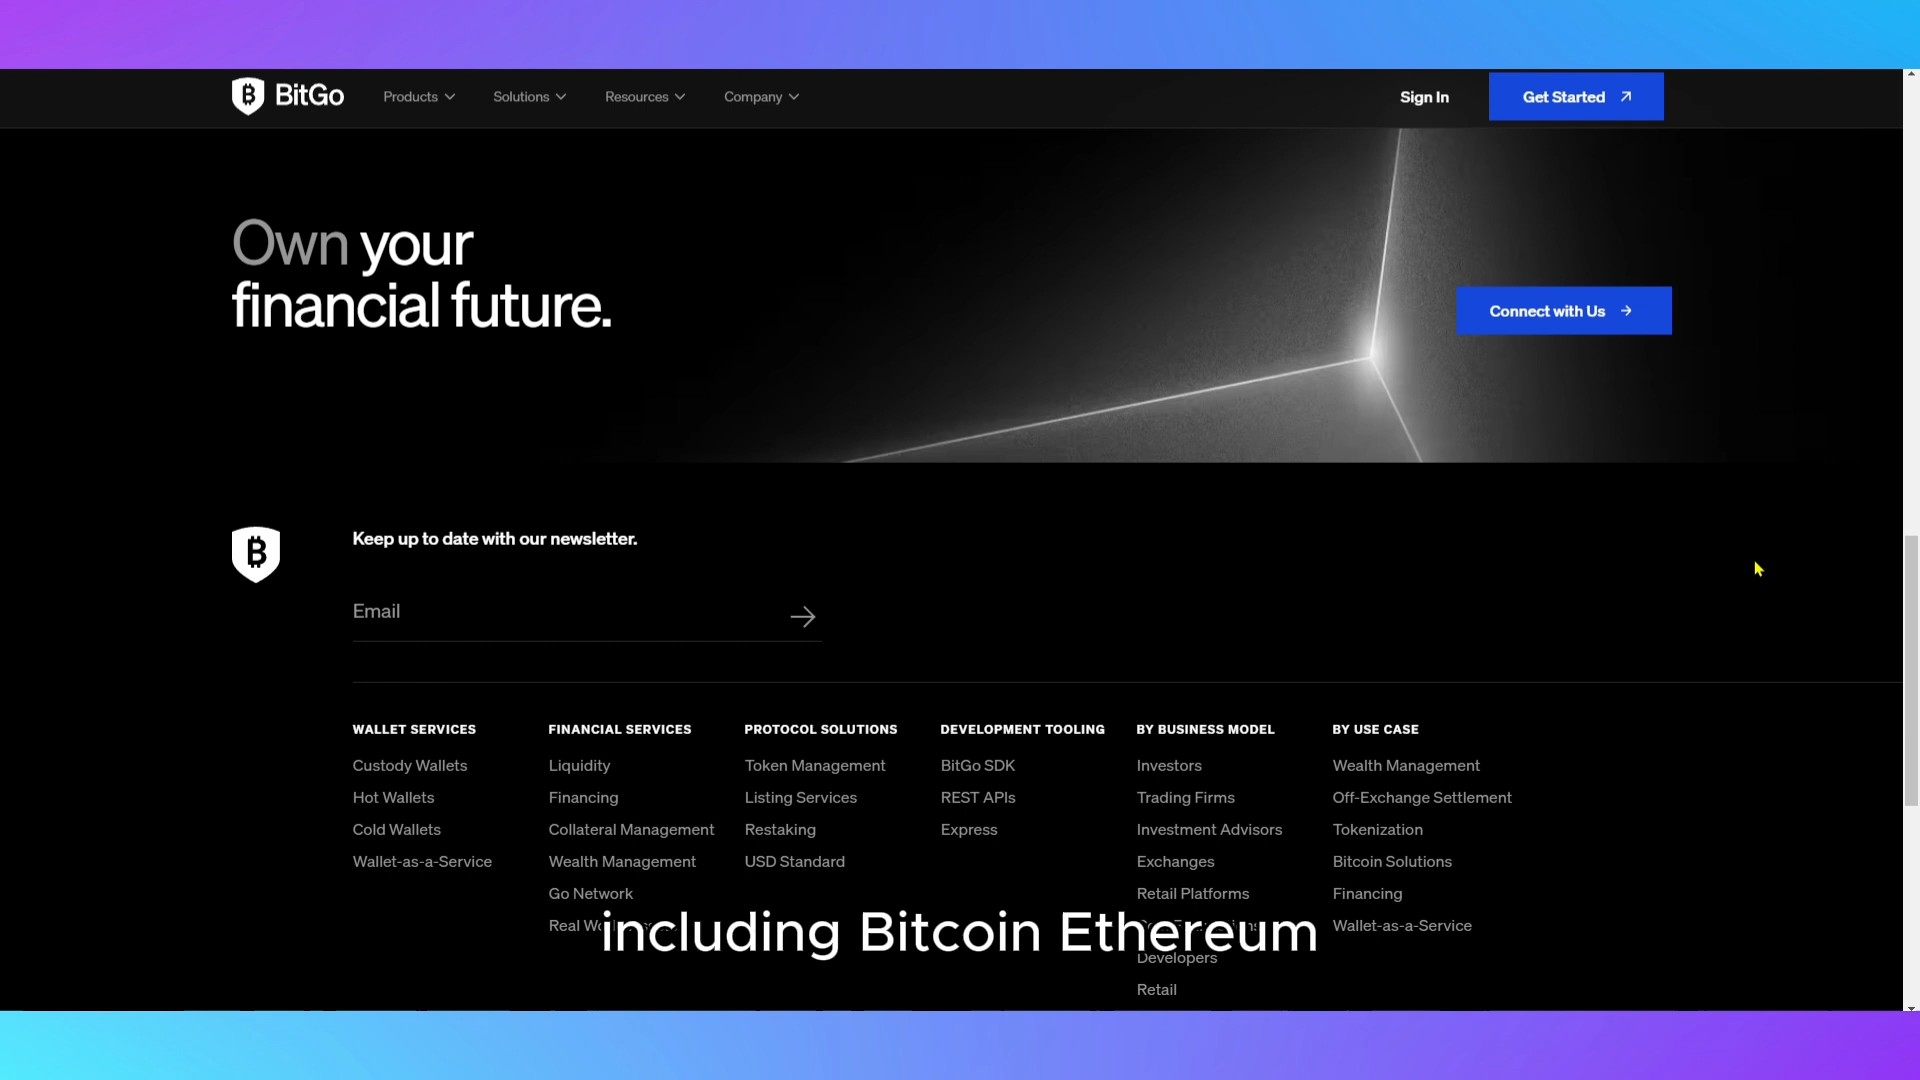 BitGo
Products
Solutions
Resources
Company
Sign In
Get Started
Own your
financial future.
Connect with Us
Keep up to date with our newsletter.
Email
WALLET SERVICES
Custody Wallets
Hot Wallets
Cold Wallets
Wallet-as-a-Service
FINANCIAL SERVICES
Liquidity
Financing
Collateral Management
Wealth Management
Go Network
Real
PROTOCOL SOLUTIONS
Token Management
Listing Services
Restaking
USD Standard
DEVELOPMENT TOOLING
BitGo SDK
REST APIs
Express
BY BUSINESS MODEL
Investors
Trading Firms
Investment Advisors
Exchanges
Retail Platforms
Developers
Retail
BY USE CASE
Wealth Management
Off-Exchange Settlement
Tokenization
Bitcoin Solutions
Financing
Wallet-as-a-Service
including Bitcoin Ethereum